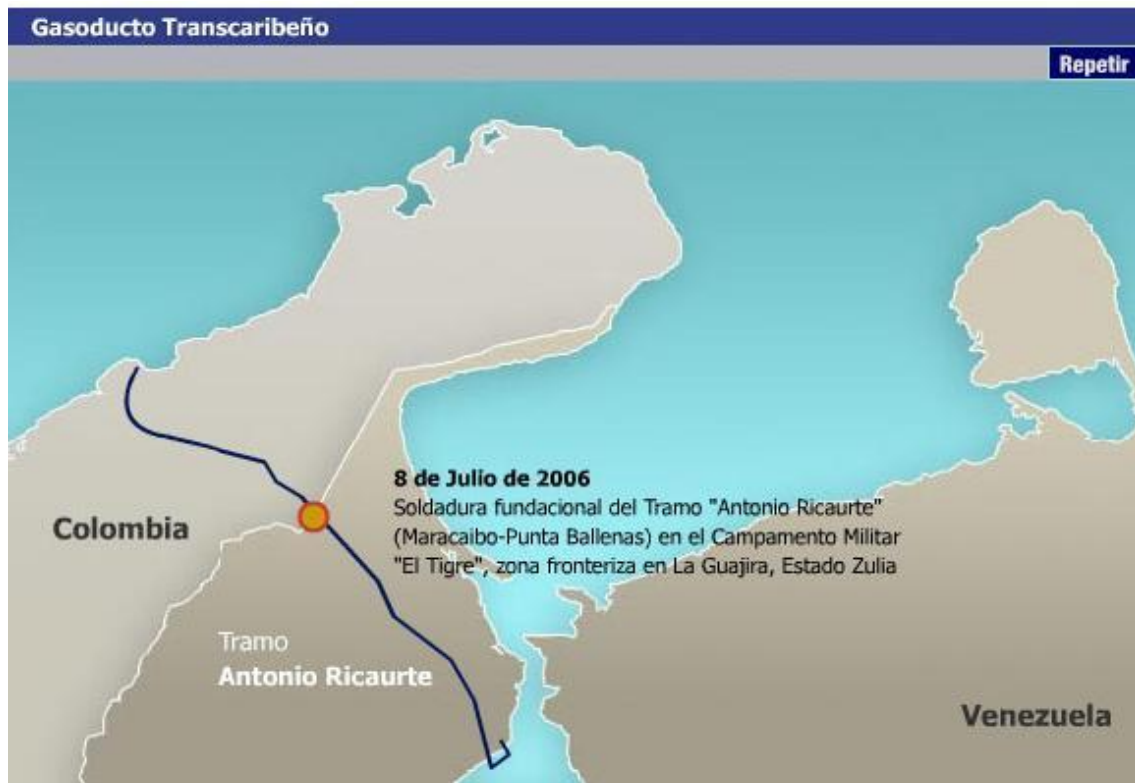 Gasoducto Transcaribeño
Repetir
8 de Julio de 2006
Soldadura fundacional del Tramo "Antonio Ricaurte"
(Maracaibo-Punta Ballenas) en el Campamento Militar
"El Tigre", zona fronteriza en La Guajira, Estado Zulia
Colombia
Tramo
Antonio Ricaurte
Venezuela